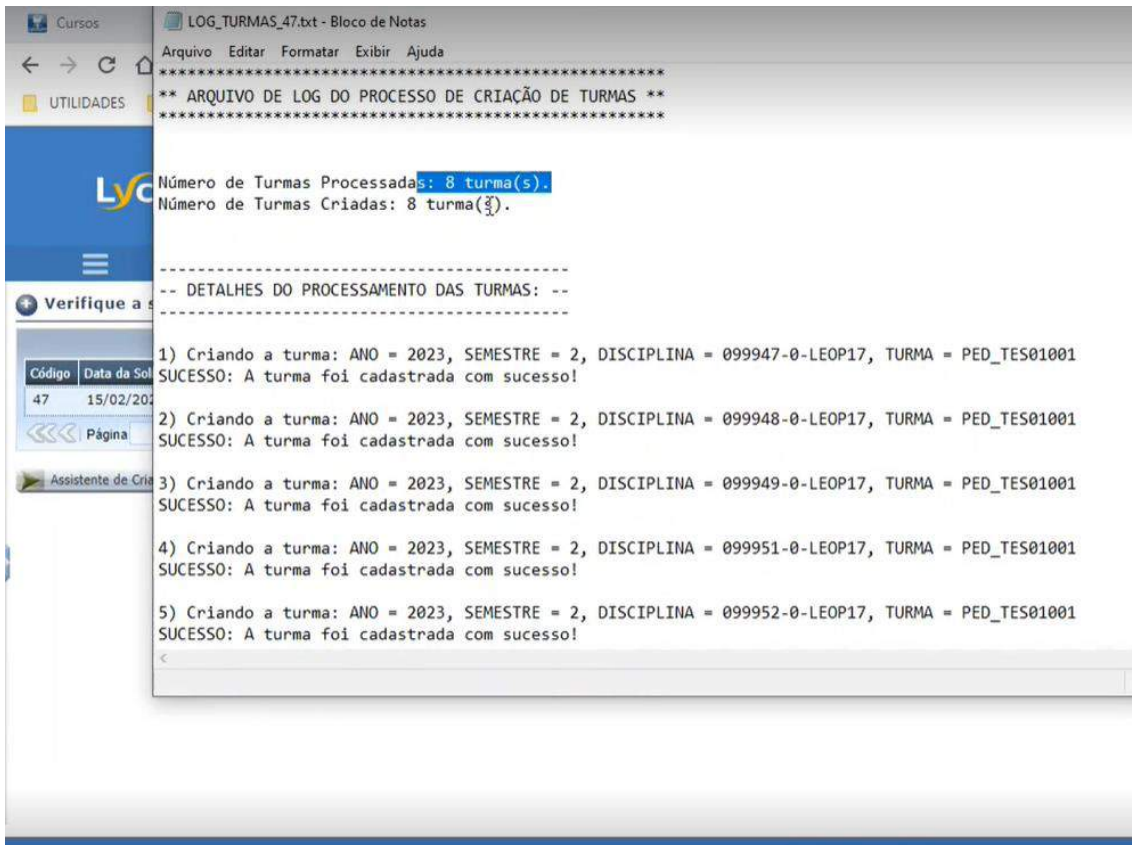 Cursos
LOG_TURMAS_47.txt - Bloco de Notas
Arquivo Editar Formatar Exibir Ajuda
UTILIDADES
*****************************************************
** ARQUIVO DE LOG DO PROCESSO DE CRIAÇÃO DE TURMAS **
*****************************************************
Lyc
Número de Turmas Processadas: 8 turma(s).
Número de Turmas Criadas: 8 turma(s).
-------------------------------------------
-- DETALHES DO PROCESSAMENTO DAS TURMAS: --
-------------------------------------------
Verifique a s
Código Data da Sol
47 15/02/202
Página
Assistente de Cria
1) Criando a turma: ANO = 2023, SEMESTRE = 2, DISCIPLINA = 099947-0-LEOP17, TURMA = PED_TES01001
SUCESSO: A turma foi cadastrada com sucesso!
2) Criando a turma: ANO = 2023, SEMESTRE = 2, DISCIPLINA = 099948-0-LEOP17, TURMA = PED_TES01001
SUCESSO: A turma foi cadastrada com sucesso!
3) Criando a turma: ANO = 2023, SEMESTRE = 2, DISCIPLINA = 099949-0-LEOP17, TURMA = PED_TES01001
SUCESSO: A turma foi cadastrada com sucesso!
4) Criando a turma: ANO = 2023, SEMESTRE = 2, DISCIPLINA = 099951-0-LEOP17, TURMA = PED_TES01001
SUCESSO: A turma foi cadastrada com sucesso!
5) Criando a turma: ANO = 2023, SEMESTRE = 2, DISCIPLINA = 099952-0-LEOP17, TURMA = PED_TES01001
SUCESSO: A turma foi cadastrada com sucesso!